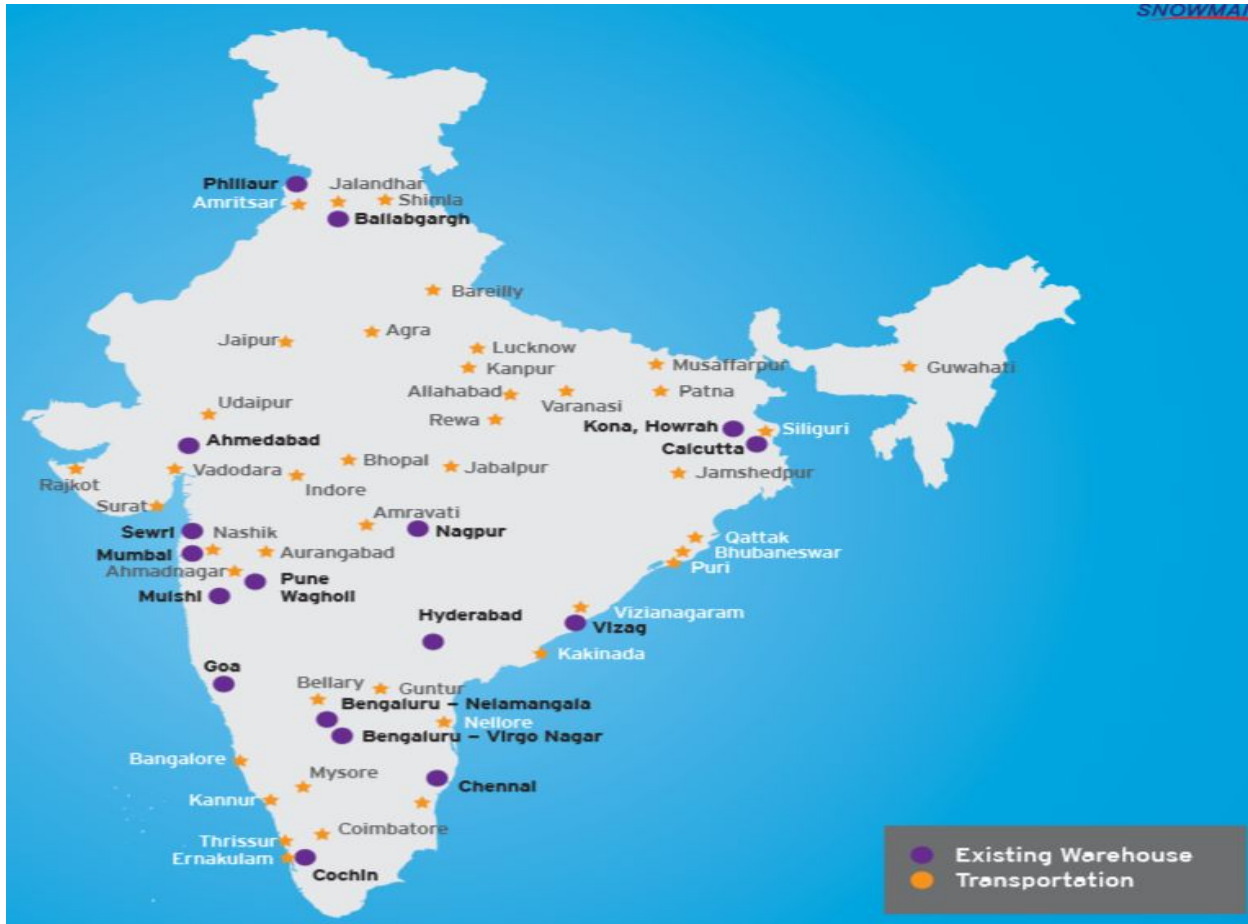 SNOWMAN
Phillaur
Jalandhar
Amritsar
Shimla
Ballabgargh
Bareilly
Jaipur
Agra
Lucknow
Kanpur
Musaffarpur
Guwahati
Allahabad
Varanasi
Patna
Udaipur
Rewa
Kona, Howrah
Siliguri
Ahmedabad
Calcutta
Rajkot
Vadodara
Bhopal
Jabalpur
Jamshedpur
Indore
Surat
Amravati
Sewri
Nashik
Nagpur
Qattak
Mumbai
Aurangabad
Bhubaneswar
Ahmadnagar
Puri
Pune
Wagholi
Mulshi
Hyderabad
Vizianagaram
Vizag
Kakinada
Goa
Bellary
Guntur
Bengaluru – Nelamangala
Nellore
Bengaluru – Virgo Nagar
Bangalore
Mysore
Chennai
Kannur
Coimbatore
Thrissur
Ernakulam
Cochin
Existing Warehouse
Transportation